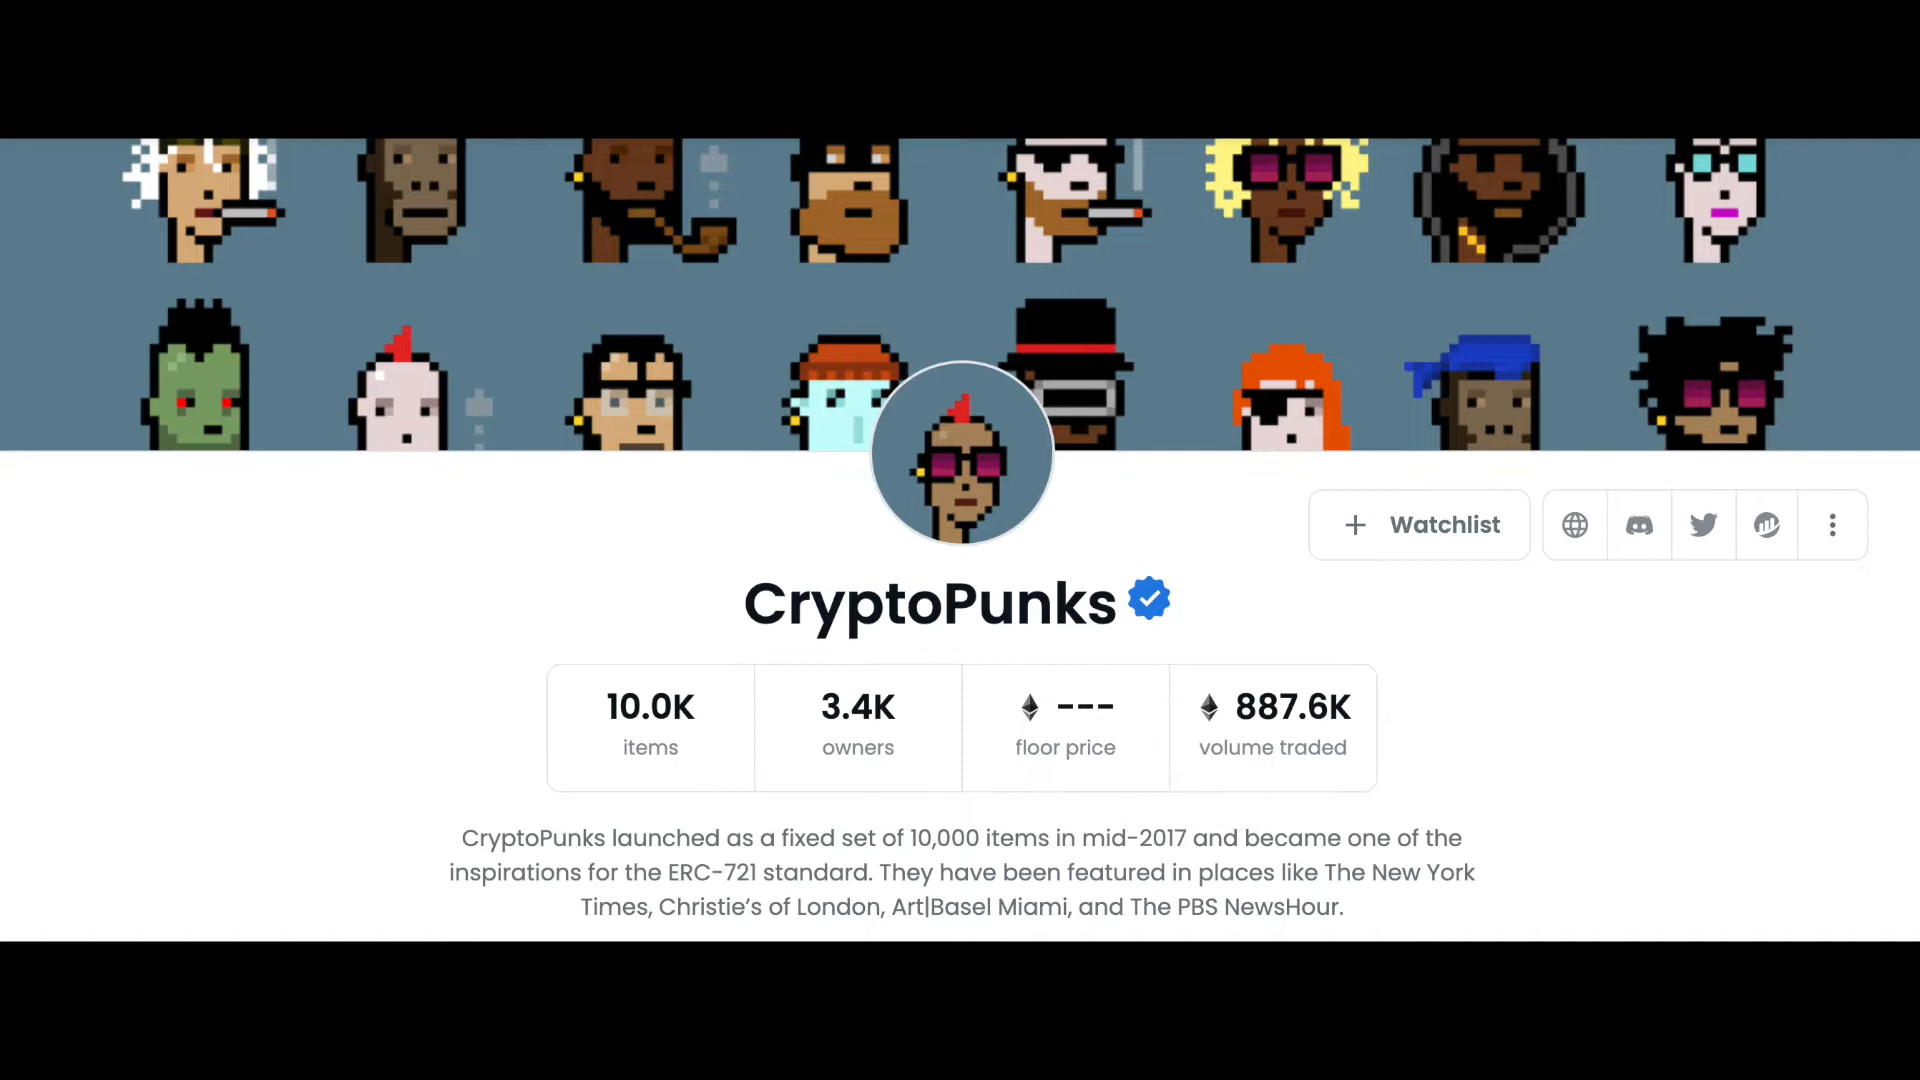 + Watchlist
CryptoPunks
10.0K
items
3.4K
owners
---
floor price
887.6K
volume traded
CryptoPunks launched as a fixed set of 10,000 items in mid-2017 and became one of the
inspirations for the ERC-721 standard. They have been featured in places like The New York
Times, Christie’s of London, Art|Basel Miami, and The PBS NewsHour.